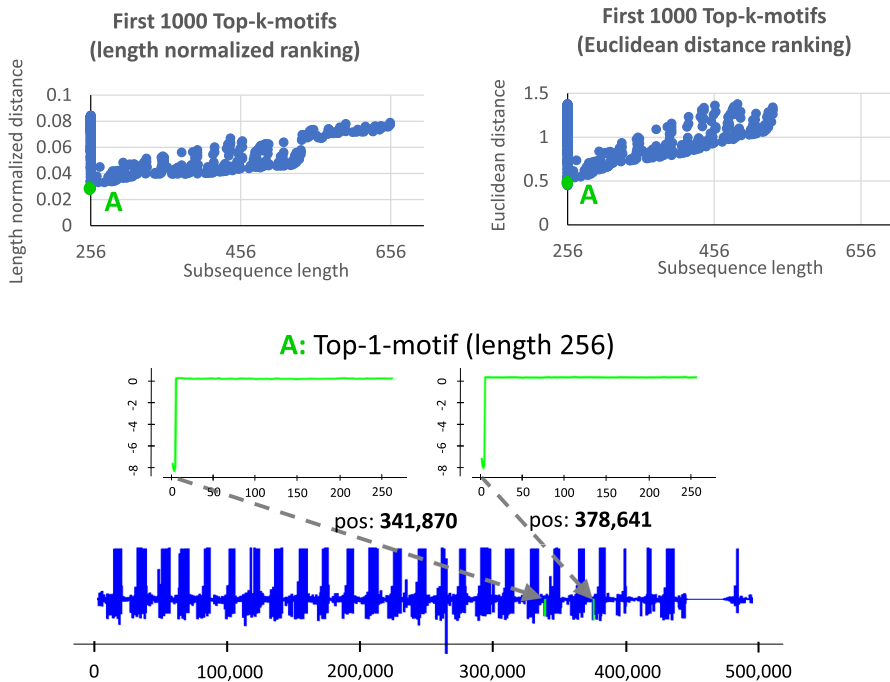 First 1000 Top-k-motifs
(length normalized ranking)
Length normalized distance
0.1
0.08
0.06
0.04
0.02
0
A
256
456
656
Subsequence length
First 1000 Top-k-motifs
(Euclidean distance ranking)
Euclidean distance
1.5
1
0.5
0
A
256
456
656
Subsequence length
A: Top-1-motif (length 256)
0
-2
-4
-6
-8
0 50 100 150 200 250
pos: 341,870
0
-2
-4
-6
-8
0 50 100 150 200 250
pos: 378,641
0 100,000 200,000 300,000 400,000 500,000